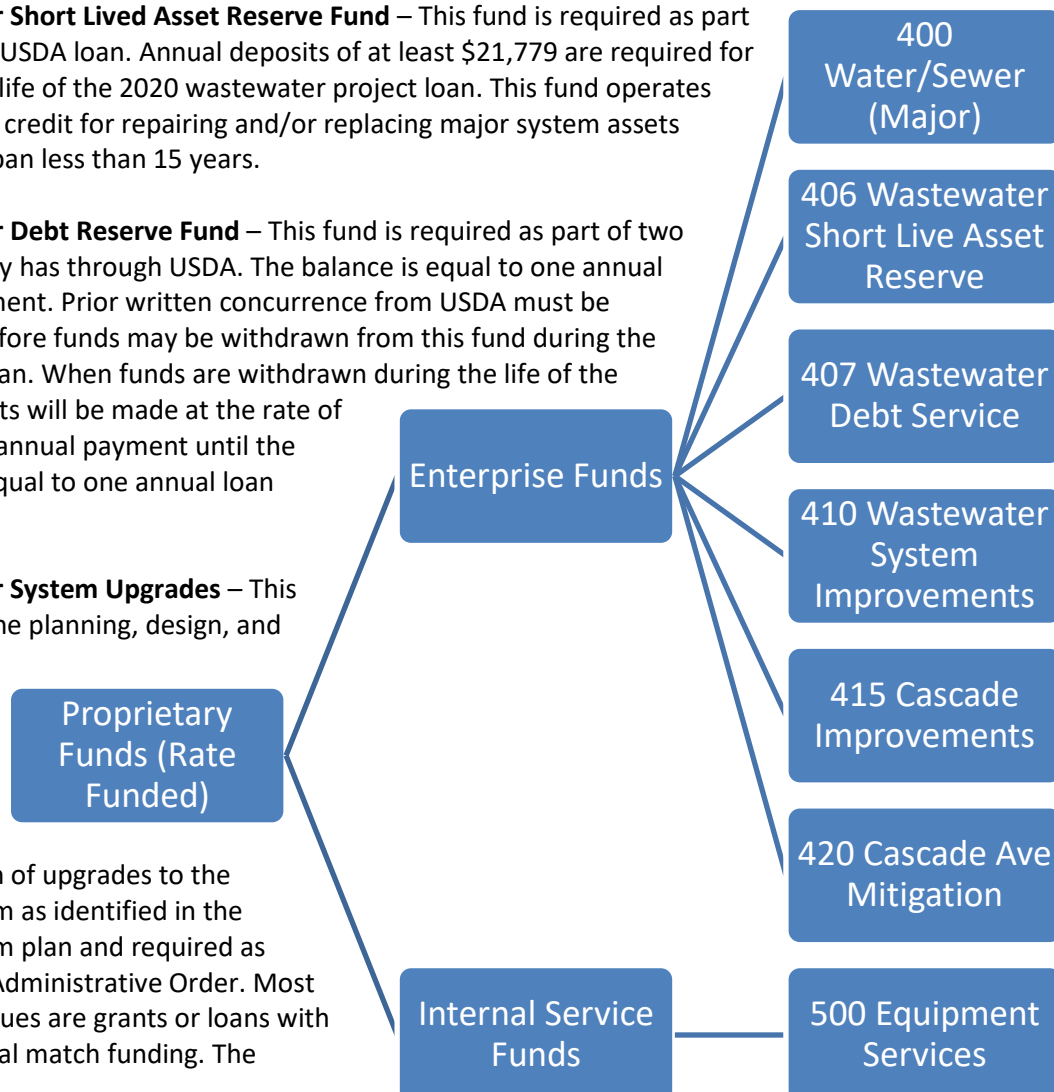 r Short Lived Asset Reserve Fund – This fund is required as part
USDA loan. Annual deposits of at least $21,779 are required for
life of the 2020 wastewater project loan. This fund operates
credit for repairing and/or replacing major system assets
pan less than 15 years.
r Debt Reserve Fund – This fund is required as part of two
y has through USDA. The balance is equal to one annual
ment. Prior written concurrence from USDA must be
fore funds may be withdrawn from this fund during the
an. When funds are withdrawn during the life of the
ts will be made at the rate of
annual payment until the
qual to one annual loan
r System Upgrades – This
ne planning, design, and
n of upgrades to the
m as identified in the
m plan and required as
Administrative Order. Most
ues are grants or loans with
al match funding. The
Proprietary
Funds (Rate
Funded)
Enterprise Funds
400
Water/Sewer
(Major)
406 Wastewater
Short Live Asset
Reserve
407 Wastewater
Debt Service
410 Wastewater
System
Improvements
415 Cascade
Improvements
420 Cascade Ave
Mitigation
Internal Service
Funds
500 Equipment
Services